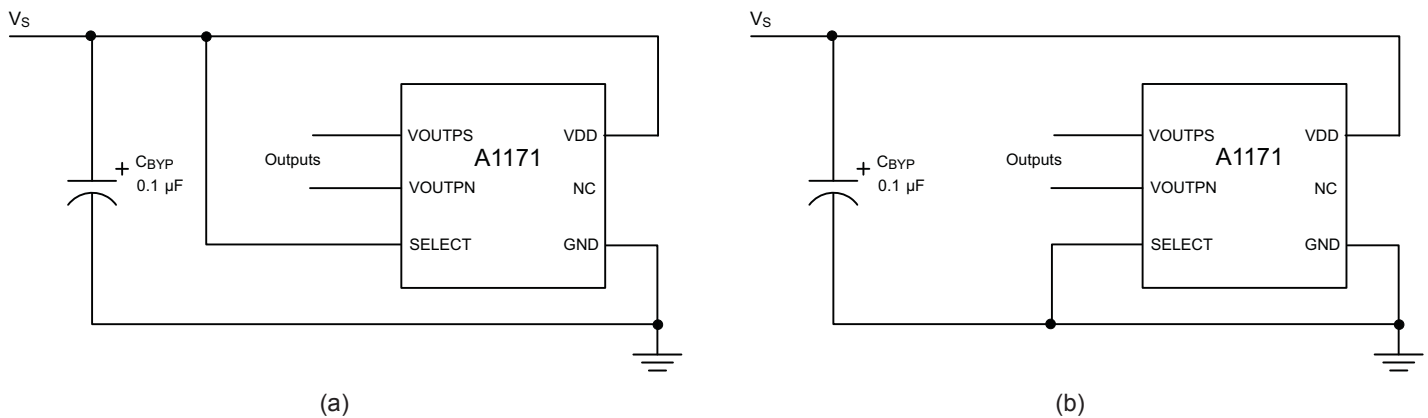 VS
CBYP
0.1 µF
+
Outputs
VOUTPS
VOUTPN
SELECT
A1171
VDD
NC
GND
(a)
VS
CBYP
0.1 µF
+
Outputs
VOUTPS
VOUTPN
SELECT
A1171
VDD
NC
GND
(b)